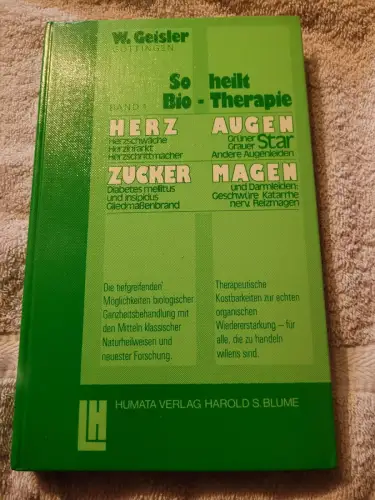 W. Geisler
GÖTTINGEN
So heilt
Bio-Therapie
BAND 1
HERZ
Herzschwäche
Herzinfarkt
Herzschrittmacher
AUGEN
Grüner
Grauer Star
Andere Augenleiden
ZUCKER
Diabetes mellitus
und insipidus
Gliedmaßenbrand
MAGEN
und Darmleiden:
Geschwüre Katarrhe
nerv. Reizmagen
Die tiefgreifenden
Möglichkeiten biologischer
Ganzheitsbehandlung mit
den Mitteln klassischer
Naturheilweisen und
neuester Forschung.
Therapeutische
Kostbarkeiten zur echten
organischen
Wiedererstarkung – für
alle, die zu handeln
willens sind.
LH
HUMATA VERLAG HAROLD S. BLUME